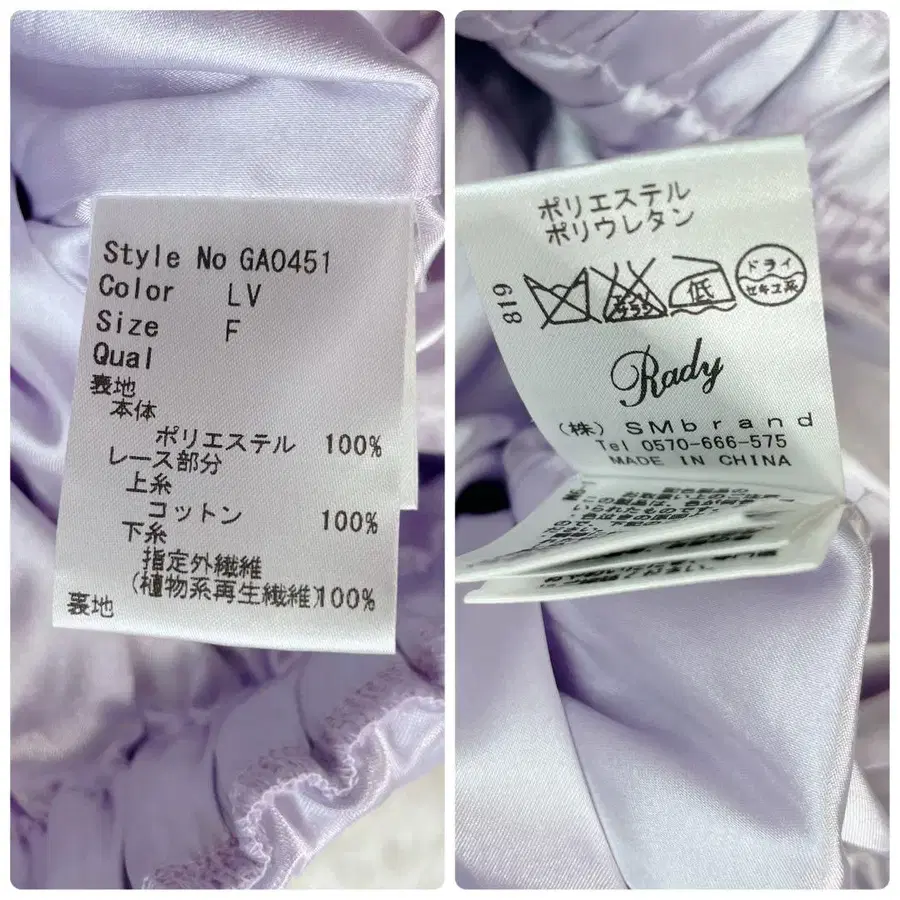 Style No GA0451
Color LV
Size F
Qual
表地
本体
ポリエステル 100%
レース部分
上糸
コットン 100%
下糸
指定外繊維
(植物系再生繊維)100%
裏地
ポリエステル
ポリウレタン
819
低
ドライ
セキユ系
Rady
(株) SMbrand
Tel 0570-666-575
MADE IN CHINA